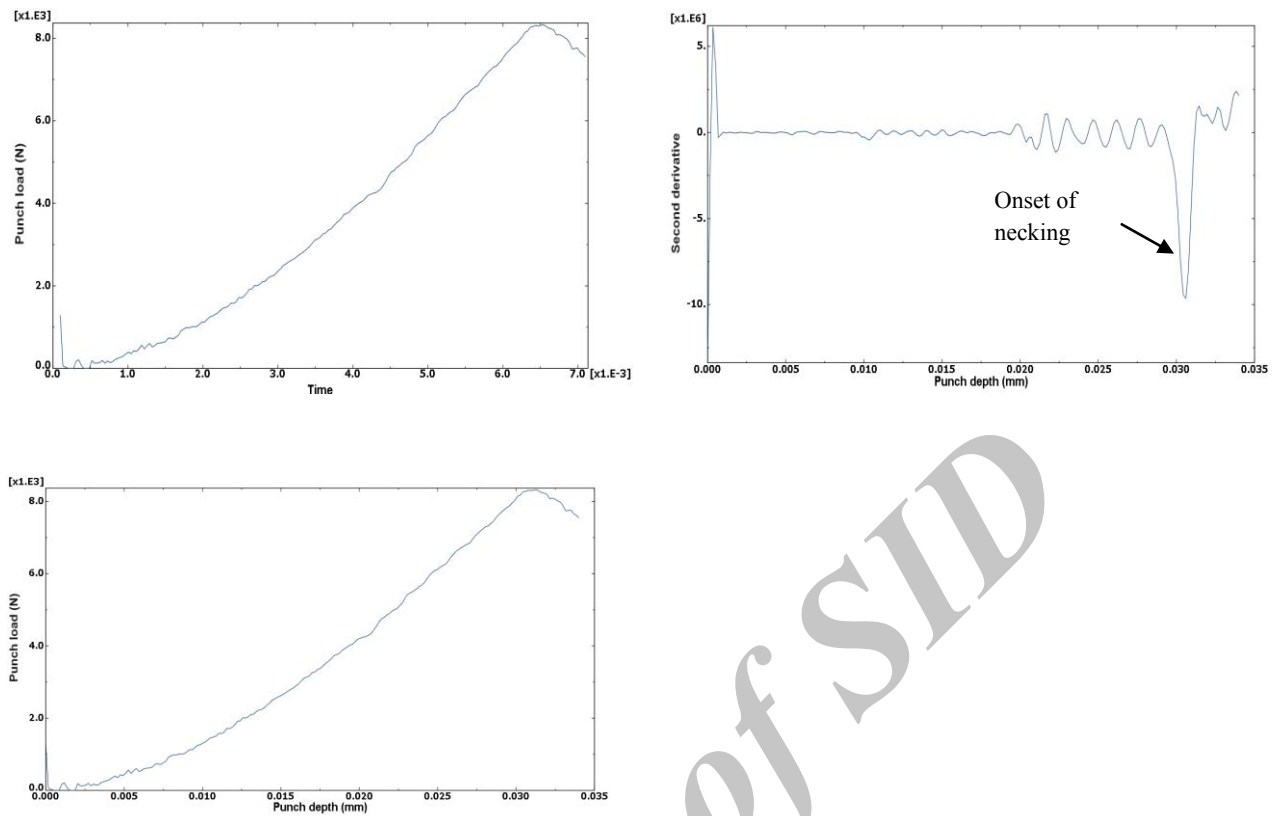 [x1.E3]
8.0
6.0
4.0
2.0
0.0
Punch load (N)
0.0
1.0
2.0
3.0
4.0
5.0
6.0
7.0
[x1.E-3]
Time
[x1.E6]
5.
0.
-5.
-10.
Second derivative
Onset of
necking
0.000
0.005
0.010
0.015
0.020
0.025
0.030
0.035
Punch depth (mm)
[x1.E3]
8.0
6.0
4.0
2.0
0.0
Punch load (N)
0.000
0.005
0.010
0.015
0.020
0.025
0.030
0.035
Punch depth (mm)
of SID